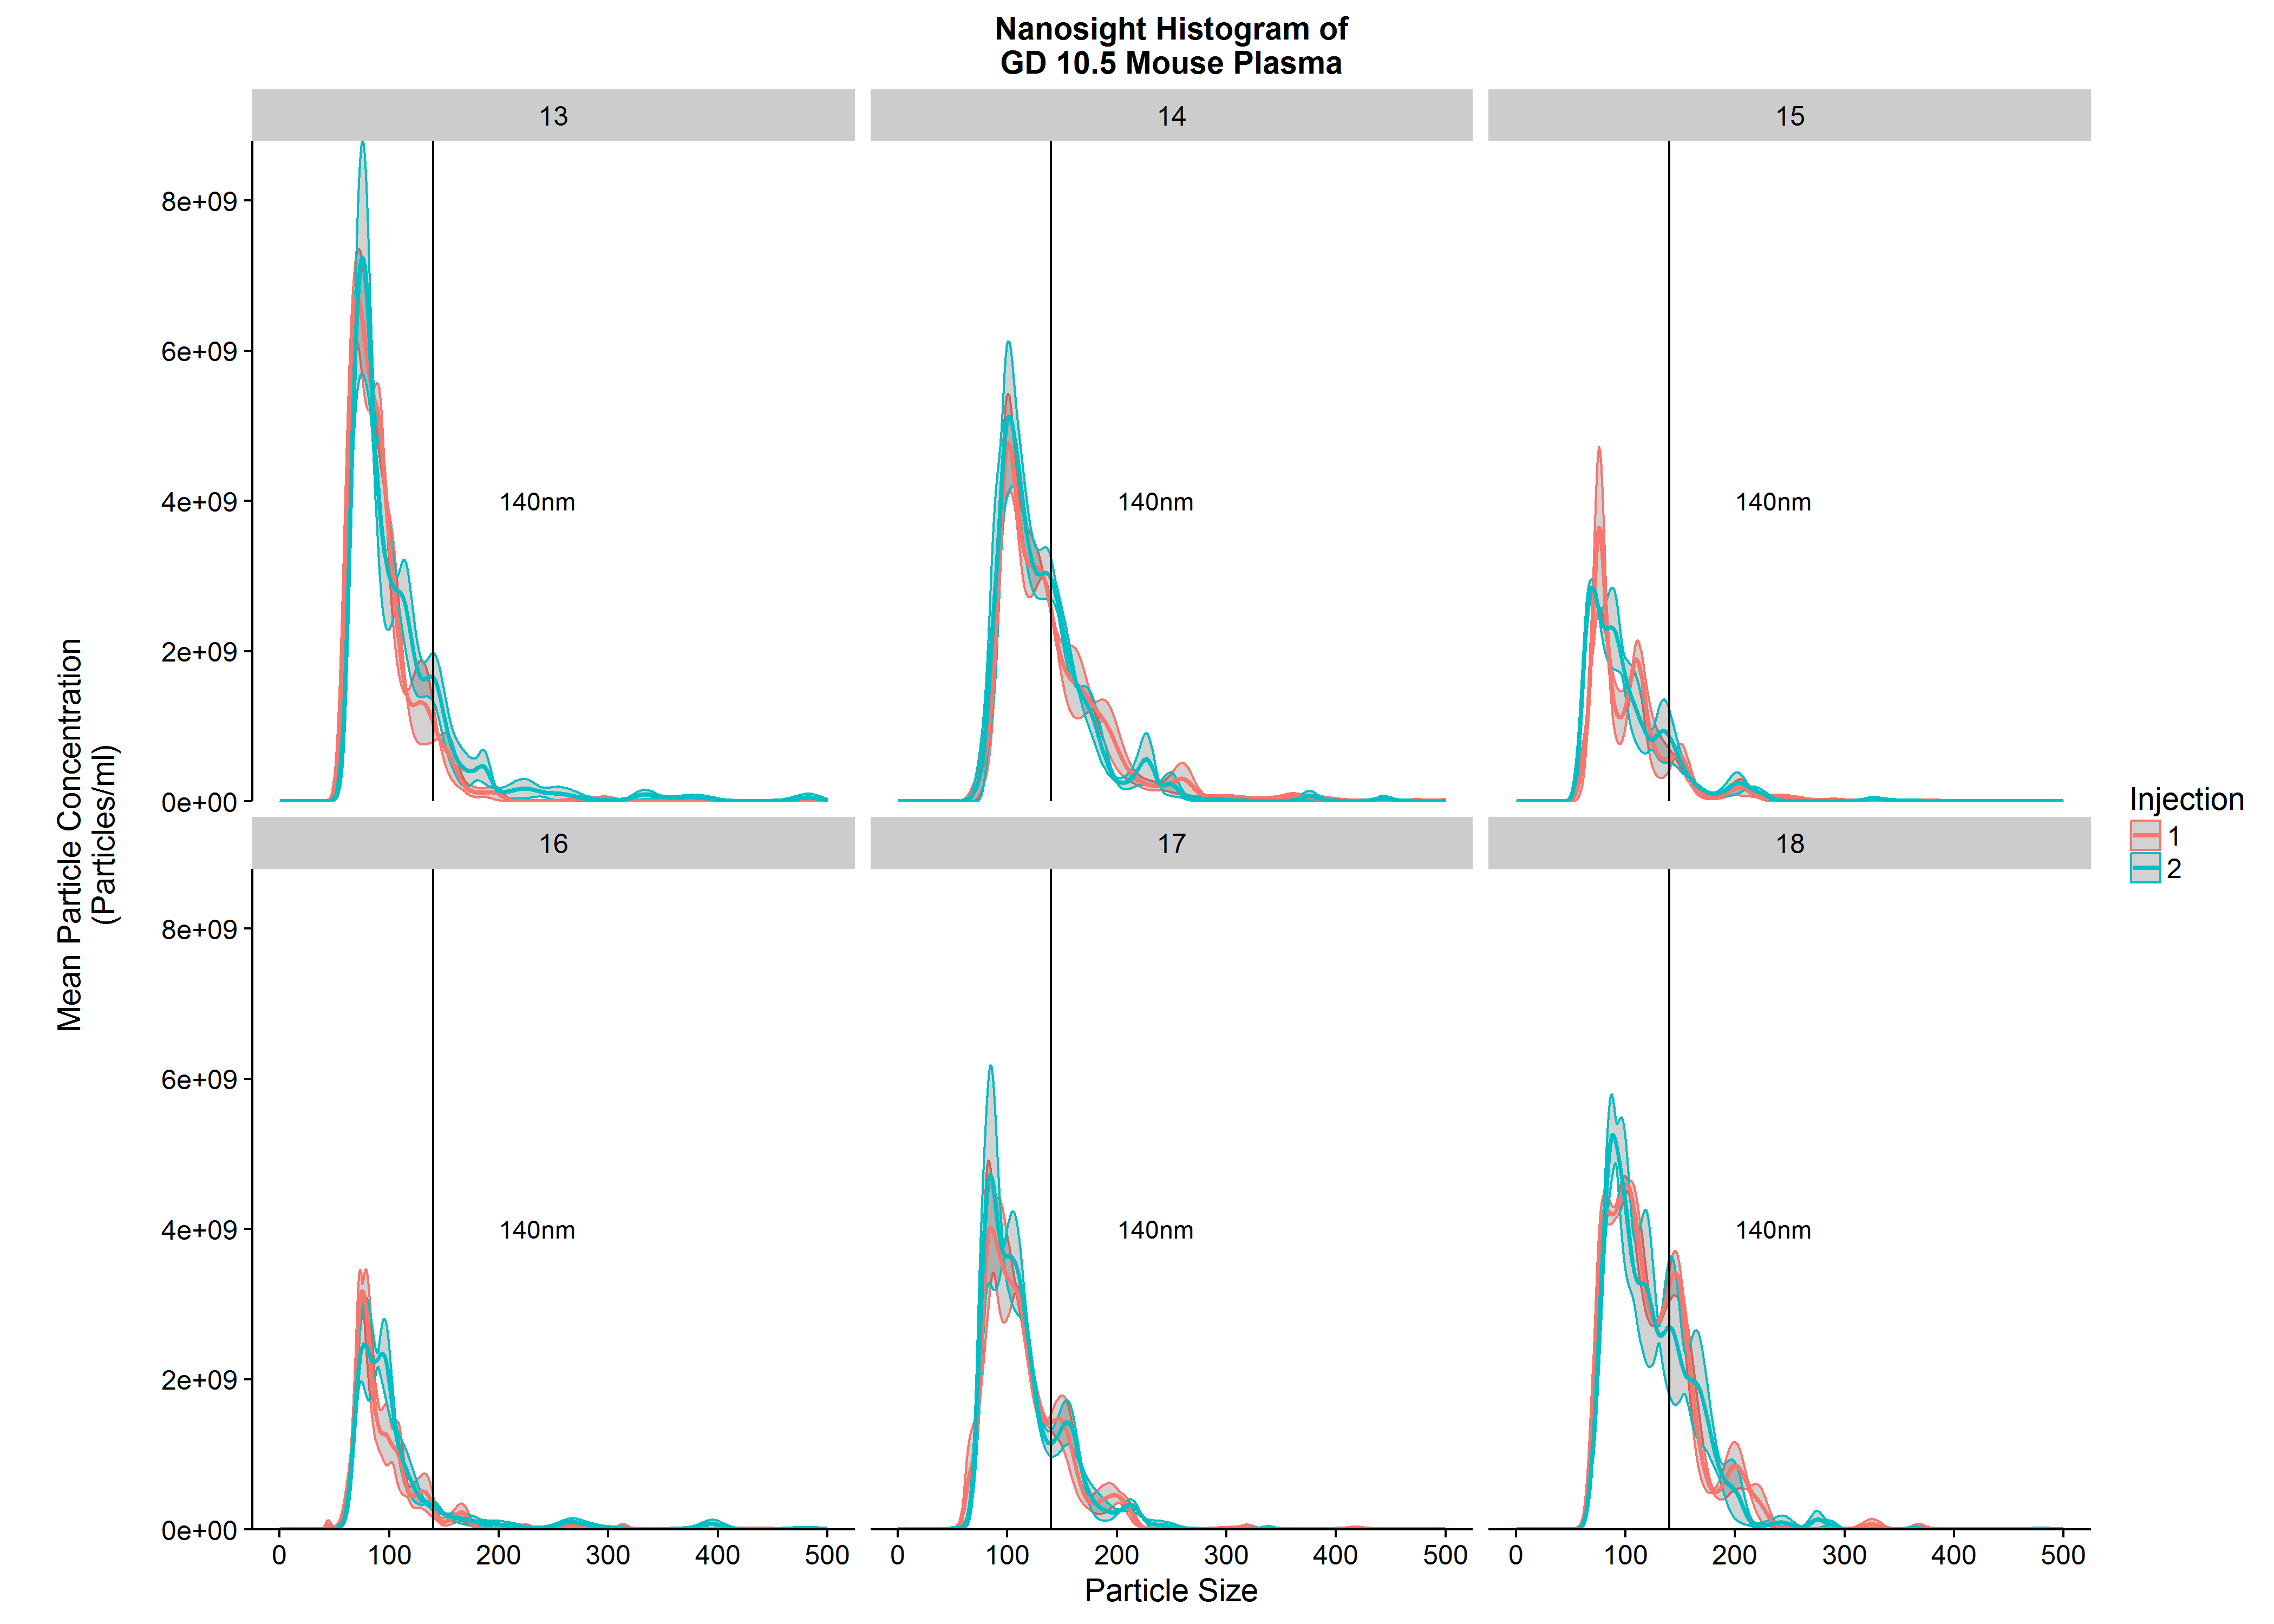 Nanosight Histogram of
GD 10.5 Mouse Plasma
13
14
15
8e+09
6e+09
4e+09
2e+09
0e+00
140nm
140nm
140nm
16
17
18
8e+09
6e+09
4e+09
2e+09
0e+00
140nm
140nm
140nm
0 100 200 300 400 500
0 100 200 300 400 500
0 100 200 300 400 500
Particle Size
Mean Particle Concentration
(Particles/ml)
Injection
1
2